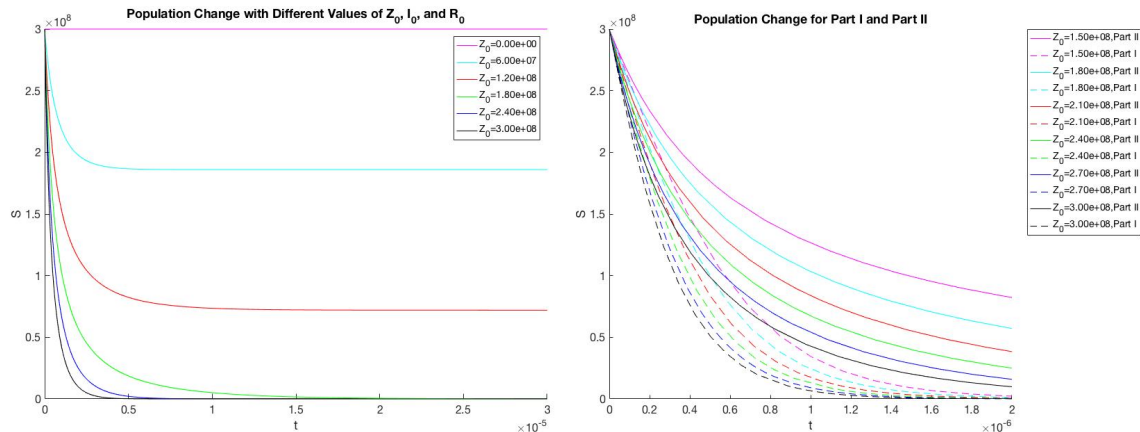 Population Change with Different Values of Z₀, I₀, and R₀
×10⁸
3
2.5
2
1.5
1
0.5
0
S
0
0.5
1
1.5
2
2.5
3
×10⁻⁵
t
Z₀=0.00e+00
Z₀=6.00e+07
Z₀=1.20e+08
Z₀=1.80e+08
Z₀=2.40e+08
Z₀=3.00e+08
Population Change for Part I and Part II
×10⁸
3
2.5
2
1.5
1
0.5
0
S
0
0.2
0.4
0.6
0.8
1
1.2
1.4
1.6
1.8
2
×10⁻⁶
t
Z₀=1.50e+08,Part II
Z₀=1.50e+08,Part I
Z₀=1.80e+08,Part II
Z₀=1.80e+08,Part I
Z₀=2.10e+08,Part II
Z₀=2.10e+08,Part I
Z₀=2.40e+08,Part II
Z₀=2.40e+08,Part I
Z₀=2.70e+08,Part II
Z₀=2.70e+08,Part I
Z₀=3.00e+08,Part II
Z₀=3.00e+08,Part I